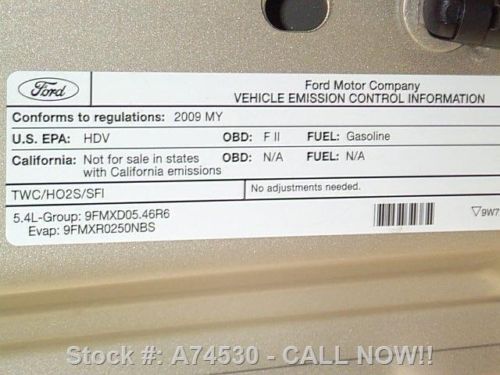 Ford
Ford Motor Company
VEHICLE EMISSION CONTROL INFORMATION
Conforms to regulations: 2009 MY
U.S. EPA: HDV OBD: F II FUEL: Gasoline
California: Not for sale in states OBD: N/A FUEL: N/A
with California emissions
TWC/HO2S/SFI No adjustments needed.
5.4L-Group: 9FMXD05.46R6
Evap: 9FMXR0250NBS
▽9W7
Stock #: A74530 - CALL NOW!!